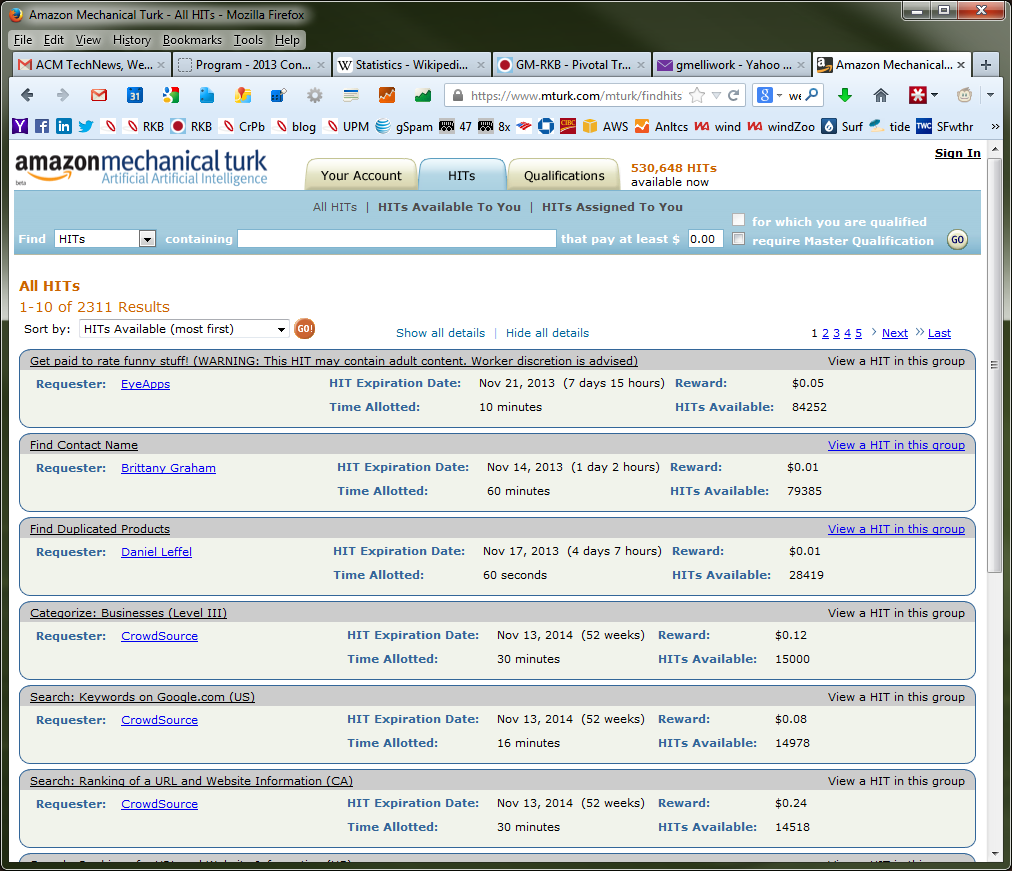 Amazon Mechanical Turk - All HITs - Mozilla Firefox
File Edit View History Bookmarks Tools Help
ACM TechNews, We... Program - 2013 Con... Statistics - Wikipedi... GM-RKB - Pivotal Tr... gmelliwork - Yahoo ... Amazon Mechanical...
https://www.mturk.com/mturk/findhits
RKB RKB CrPb blog UPM gSpam 47 8x AWS Anltcs wind windZoo Surf tide TWC SFwthr »
amazonmechanical turk
beta Artificial Artificial Intelligence
Your Account HITs Qualifications
530,648 HITs
available now
Sign In
All HITs | HITs Available To You | HITs Assigned To You
Find HITs containing that pay at least $ 0.00
for which you are qualified
require Master Qualification
GO
All HITs
1-10 of 2311 Results
Sort by: HITs Available (most first) GO! Show all details | Hide all details 1 2 3 4 5 › Next » Last
Get paid to rate funny stuff! (WARNING: This HIT may contain adult content. Worker discretion is advised) View a HIT in this group
Requester: EveApps HIT Expiration Date: Nov 21, 2013 (7 days 15 hours) Reward: $0.05
Time Allotted: 10 minutes HITs Available: 84252
Find Contact Name View a HIT in this group
Requester: Brittany Graham HIT Expiration Date: Nov 14, 2013 (1 day 2 hours) Reward: $0.01
Time Allotted: 60 minutes HITs Available: 79385
Find Duplicated Products View a HIT in this group
Requester: Daniel Leffel HIT Expiration Date: Nov 17, 2013 (4 days 7 hours) Reward: $0.01
Time Allotted: 60 seconds HITs Available: 28419
Categorize: Businesses (Level III) View a HIT in this group
Requester: CrowdSource HIT Expiration Date: Nov 13, 2014 (52 weeks) Reward: $0.12
Time Allotted: 30 minutes HITs Available: 15000
Search: Keywords on Google.com (US) View a HIT in this group
Requester: CrowdSource HIT Expiration Date: Nov 13, 2014 (52 weeks) Reward: $0.08
Time Allotted: 16 minutes HITs Available: 14978
Search: Ranking of a URL and Website Information (CA) View a HIT in this group
Requester: CrowdSource HIT Expiration Date: Nov 13, 2014 (52 weeks) Reward: $0.24
Time Allotted: 30 minutes HITs Available: 14518